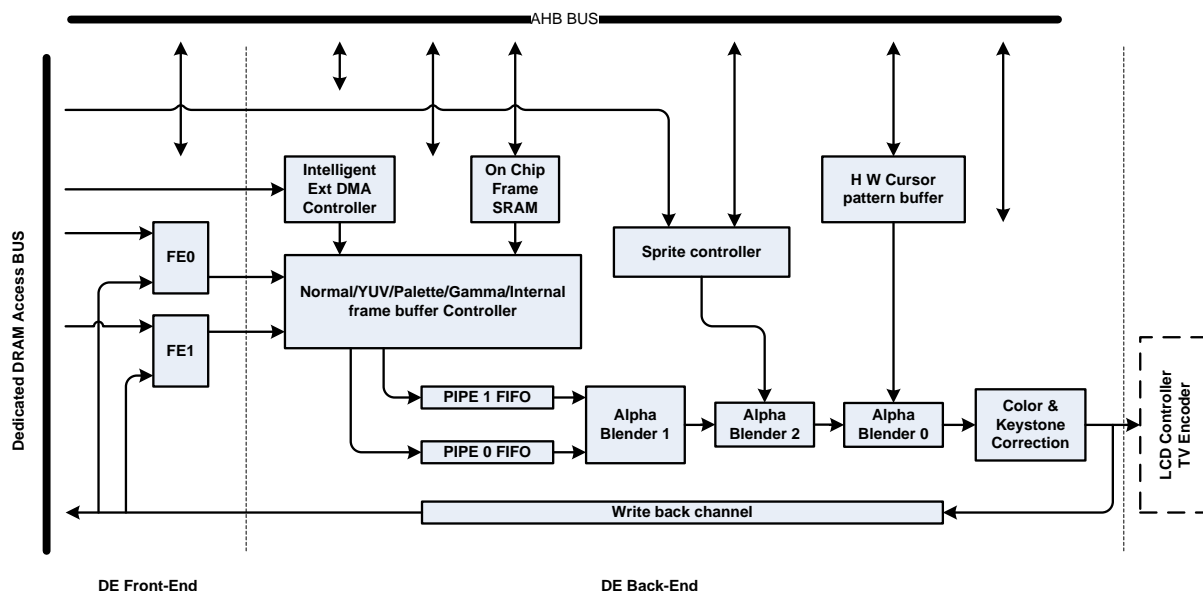 AHB BUS
Dedicated DRAM Access BUS
Intelligent
Ext DMA
Controller
On Chip
Frame
SRAM
H W Cursor
pattern buffer
FE0
Sprite controller
Normal/YUV/Palette/Gamma/Internal
frame buffer Controller
FE1
PIPE 1 FIFO
PIPE 0 FIFO
Alpha
Blender 1
Alpha
Blender 2
Alpha
Blender 0
Color &
Keystone
Correction
LCD Controller
TV Encoder
Write back channel
DE Front-End
DE Back-End